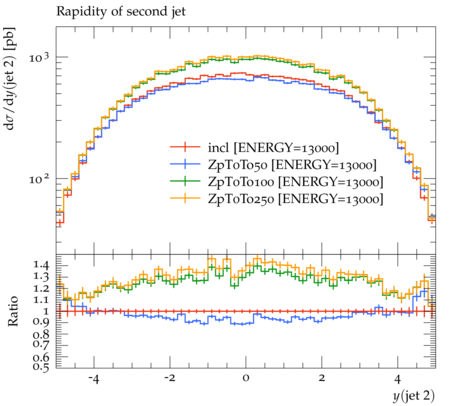 Rapidity of second jet
dσ/dy(jet 2) [pb]
10³
10²
incl [ENERGY=13000]
ZpToTo50 [ENERGY=13000]
ZpToTo100 [ENERGY=13000]
ZpToTo250 [ENERGY=13000]
Ratio
1.4
1.3
1.2
1.1
1
0.9
0.8
0.7
0.6
0.5
-4 -2 0 2 4
y(jet 2)